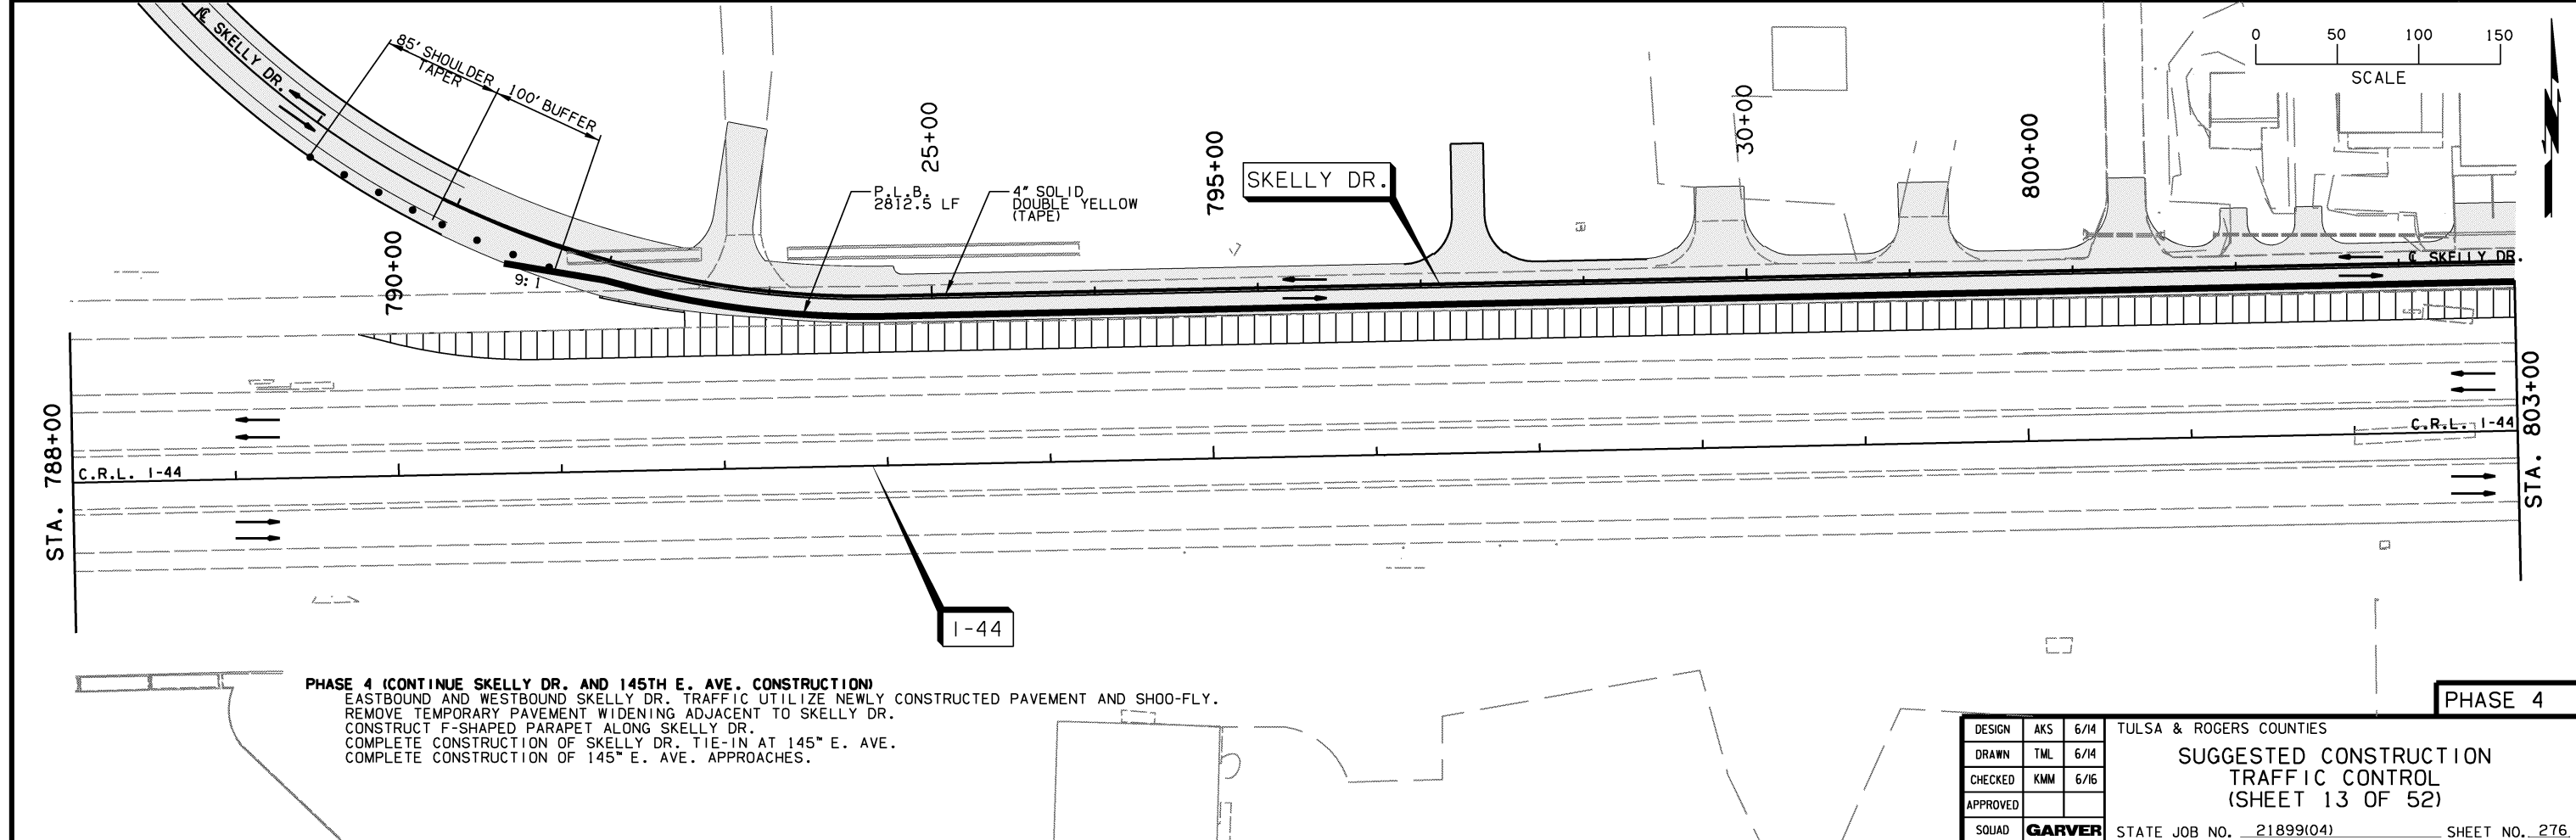 ℄ SKELLY DR.
85' SHOULDER
TAPER
100' BUFFER
790+00
9:1
P.L.B.
2812.5 LF
25+00
4" SOLID
DOUBLE YELLOW
(TAPE)
795+00
SKELLY DR.
30+00
800+00
0 50 100 150
SCALE
N
℄ SKELLY DR.
STA. 788+00
C.R.L. I-44
C.R.L. I-44
STA. 803+00
I-44
PHASE 4 (CONTINUE SKELLY DR. AND 145TH E. AVE. CONSTRUCTION)
EASTBOUND AND WESTBOUND SKELLY DR. TRAFFIC UTILIZE NEWLY CONSTRUCTED PAVEMENT AND SHOO-FLY.
REMOVE TEMPORARY PAVEMENT WIDENING ADJACENT TO SKELLY DR.
CONSTRUCT F-SHAPED PARAPET ALONG SKELLY DR.
COMPLETE CONSTRUCTION OF SKELLY DR. TIE-IN AT 145TH E. AVE.
COMPLETE CONSTRUCTION OF 145TH E. AVE. APPROACHES.
PHASE 4
DESIGN AKS 6/14
DRAWN TML 6/14
CHECKED KMM 6/16
APPROVED
SQUAD GARVER
TULSA & ROGERS COUNTIES
SUGGESTED CONSTRUCTION
TRAFFIC CONTROL
(SHEET 13 OF 52)
STATE JOB NO. 21899(04) SHEET NO. 276